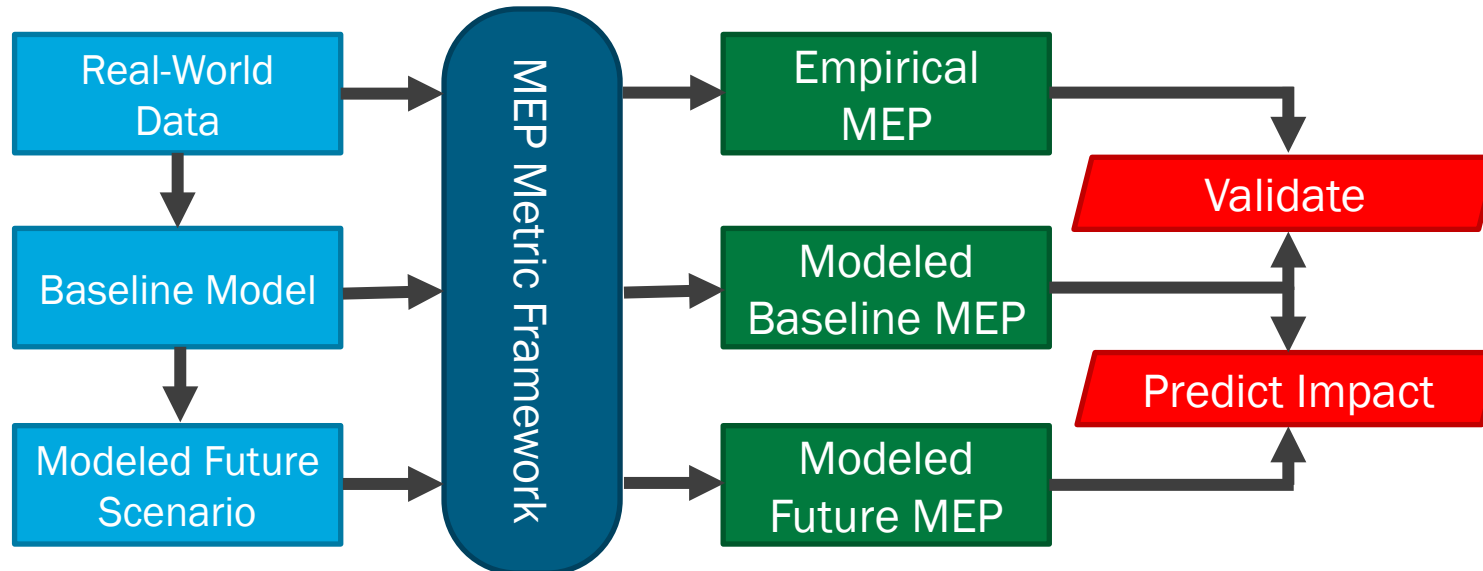 Real-World
Data
MEP Metric Framework
Empirical
MEP
Validate
Baseline Model
Modeled
Baseline MEP
Predict Impact
Modeled Future
Scenario
Modeled
Future MEP